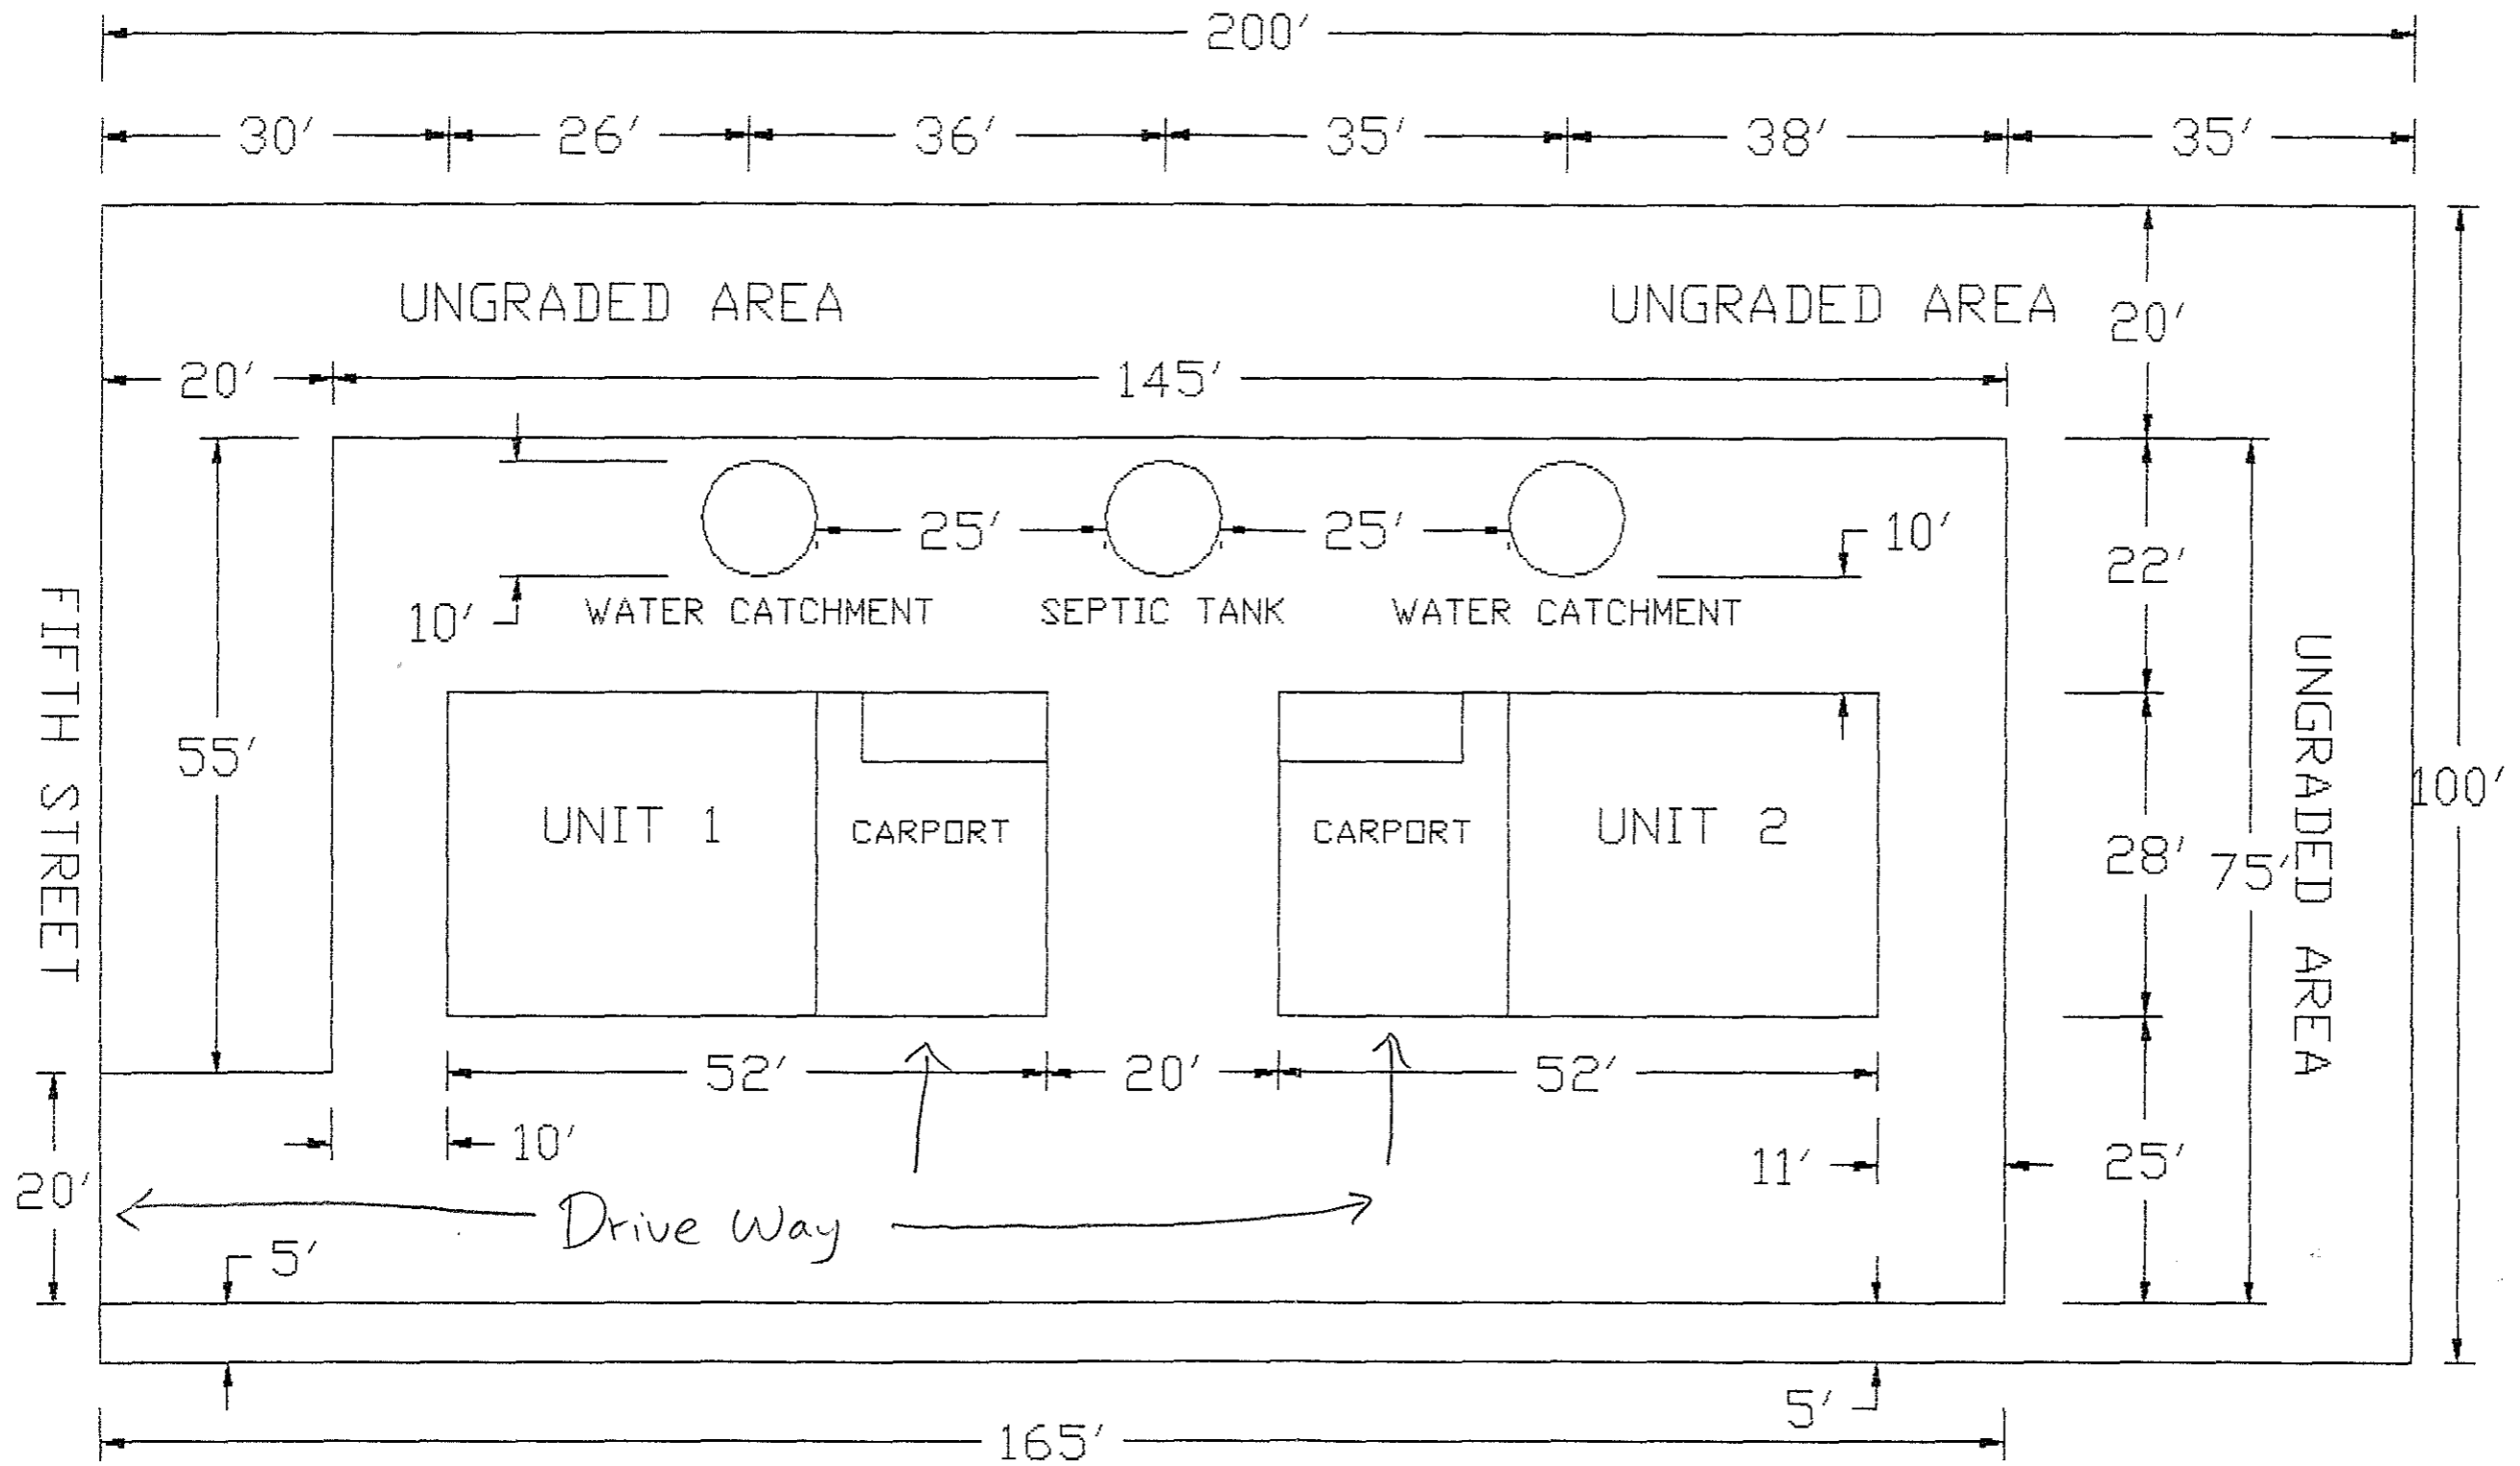 200'
30' 26' 36' 35' 38' 35'
UNGRADED AREA UNGRADED AREA
20'
20' 145'
25' 25' 10'
22'
10' WATER CATCHMENT SEPTIC TANK WATER CATCHMENT
FIFTH STREET
55'
UNIT 1 CARPORT CARPORT UNIT 2
28' 75' UNGRADED AREA 100'
52' 20' 52'
10' 11' 25'
20'
Drive Way
5'
5'
165'